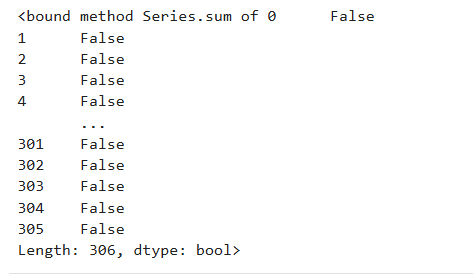 <bound method Series.sum of 0      False
1      False
2      False
3      False
4      False
       ...
301    False
302    False
303    False
304    False
305    False
Length: 306, dtype: bool>